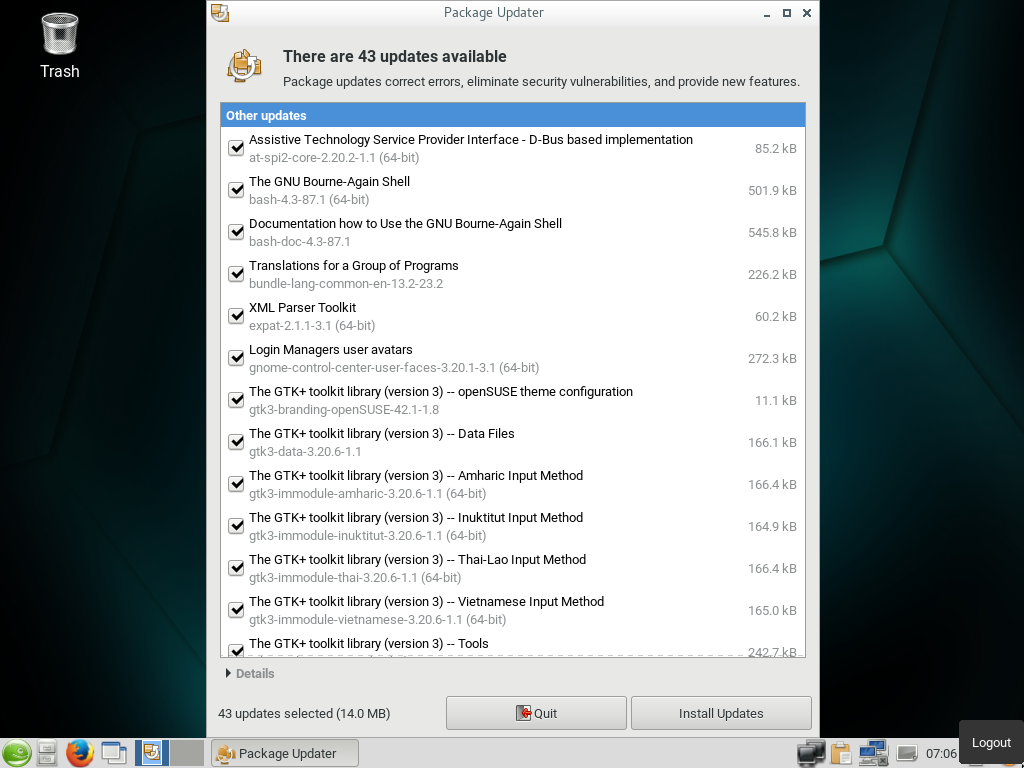 Package Updater
Trash
There are 43 updates available
Package updates correct errors, eliminate security vulnerabilities, and provide new features.
Other updates
Assistive Technology Service Provider Interface - D-Bus based implementation
at-spi2-core-2.20.2-1.1 (64-bit)
85.2 kB
The GNU Bourne-Again Shell
bash-4.3-87.1 (64-bit)
501.9 kB
Documentation how to Use the GNU Bourne-Again Shell
bash-doc-4.3-87.1
545.8 kB
Translations for a Group of Programs
bundle-lang-common-en-13.2-23.2
226.2 kB
XML Parser Toolkit
expat-2.1.1-3.1 (64-bit)
60.2 kB
Login Managers user avatars
gnome-control-center-user-faces-3.20.1-3.1 (64-bit)
272.3 kB
The GTK+ toolkit library (version 3) -- openSUSE theme configuration
gtk3-branding-openSUSE-42.1-1.8
11.1 kB
The GTK+ toolkit library (version 3) -- Data Files
gtk3-data-3.20.6-1.1
166.1 kB
The GTK+ toolkit library (version 3) -- Amharic Input Method
gtk3-immodule-amharic-3.20.6-1.1 (64-bit)
166.4 kB
The GTK+ toolkit library (version 3) -- Inuktitut Input Method
gtk3-immodule-inuktitut-3.20.6-1.1 (64-bit)
164.9 kB
The GTK+ toolkit library (version 3) -- Thai-Lao Input Method
gtk3-immodule-thai-3.20.6-1.1 (64-bit)
166.4 kB
The GTK+ toolkit library (version 3) -- Vietnamese Input Method
gtk3-immodule-vietnamese-3.20.6-1.1 (64-bit)
165.0 kB
The GTK+ toolkit library (version 3) -- Tools
242.7 kB
Details
43 updates selected (14.0 MB)
Quit
Install Updates
Package Updater
07:06
Logout